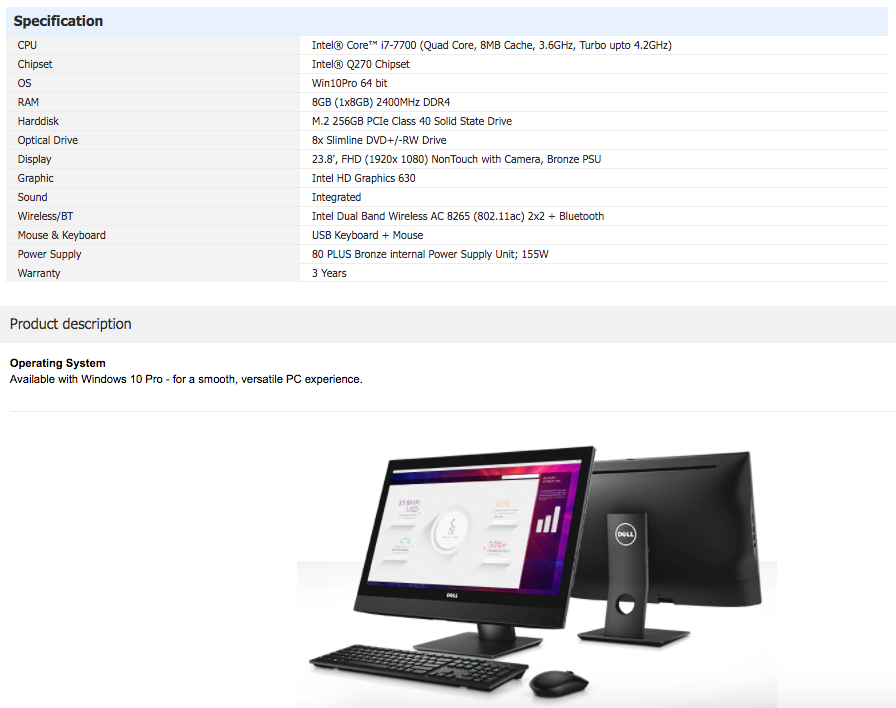 Specification
CPU Intel® Core™ i7-7700 (Quad Core, 8MB Cache, 3.6GHz, Turbo upto 4.2GHz)
Chipset Intel® Q270 Chipset
OS Win10Pro 64 bit
RAM 8GB (1x8GB) 2400MHz DDR4
Harddisk M.2 256GB PCIe Class 40 Solid State Drive
Optical Drive 8x Slimline DVD+/-RW Drive
Display 23.8', FHD (1920x 1080) NonTouch with Camera, Bronze PSU
Graphic Intel HD Graphics 630
Sound Integrated
Wireless/BT Intel Dual Band Wireless AC 8265 (802.11ac) 2x2 + Bluetooth
Mouse & Keyboard USB Keyboard + Mouse
Power Supply 80 PLUS Bronze internal Power Supply Unit; 155W
Warranty 3 Years
Product description
Operating System
Available with Windows 10 Pro - for a smooth, versatile PC experience.
DELL
DELL